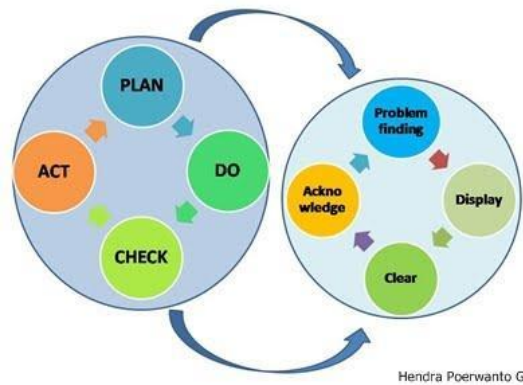 PLAN
DO
CHECK
ACT
Problem
finding
Display
Clear
Ackno
wledge
Hendra Poerwanto G